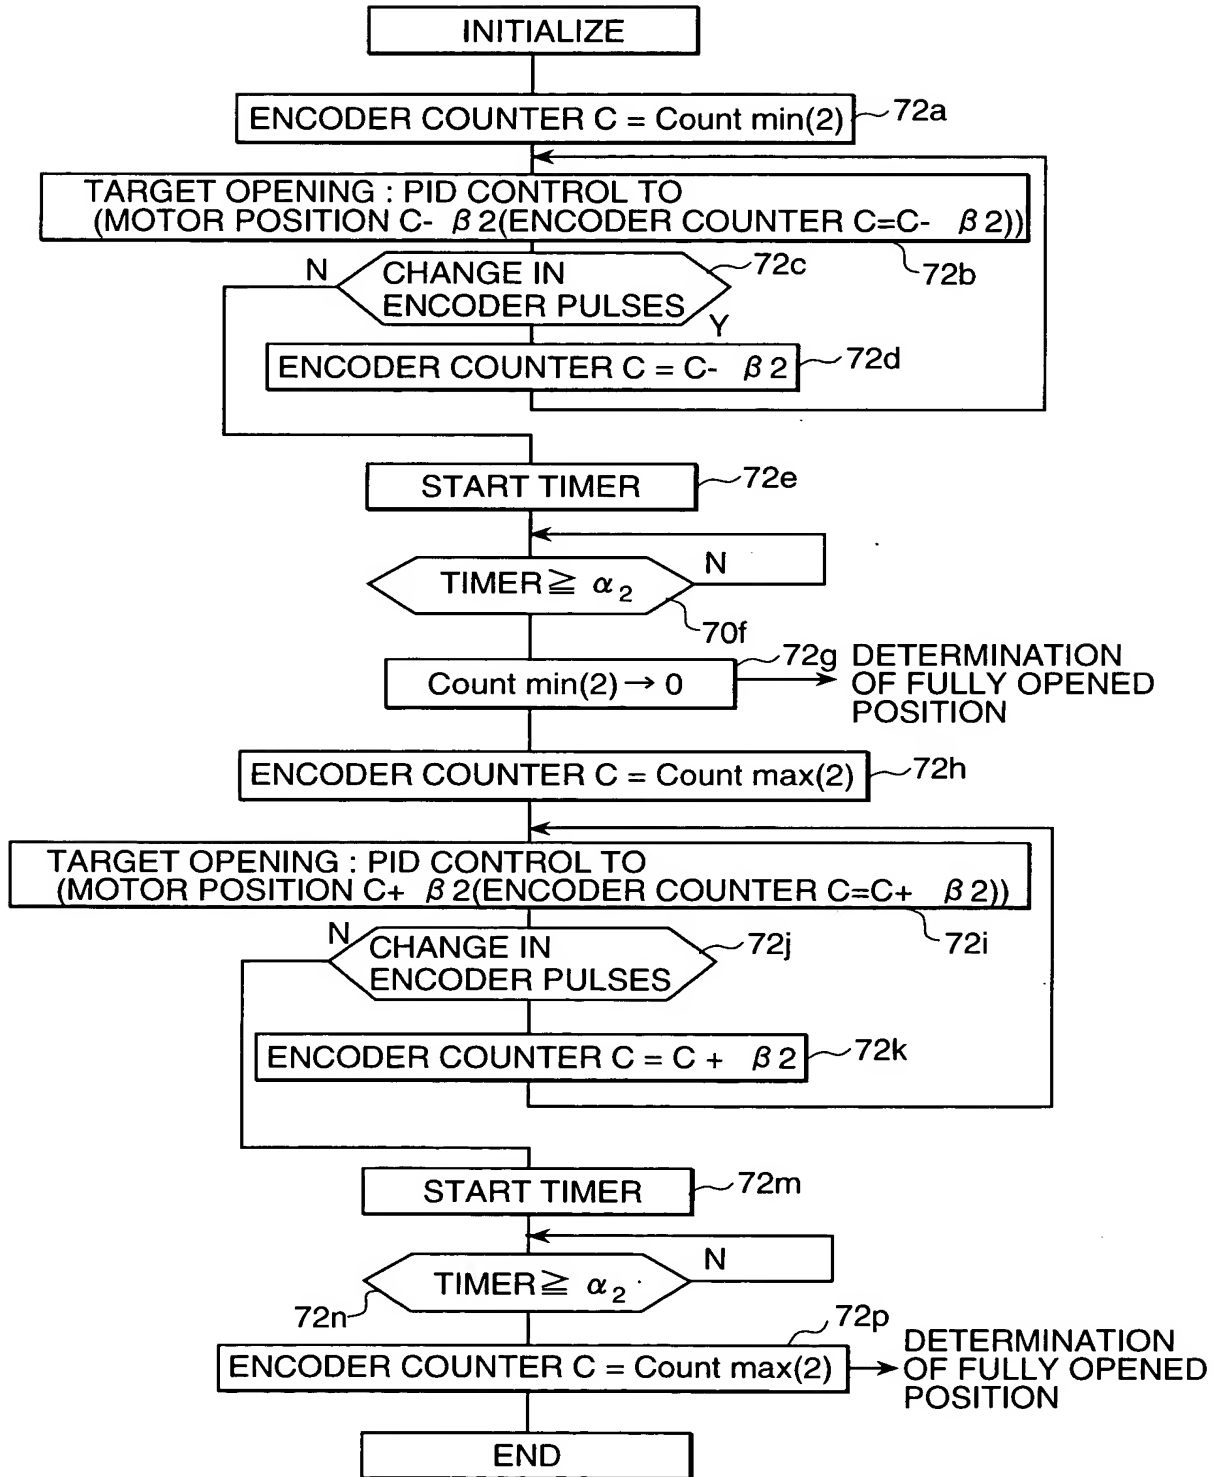 INITIALIZE
ENCODER COUNTER C = Count min(2)
72a
TARGET OPENING : PID CONTROL TO
(MOTOR POSITION C- β2(ENCODER COUNTER C=C- β2))
72b
N
CHANGE IN
ENCODER PULSES
72c
Y
ENCODER COUNTER C = C- β2
72d
START TIMER
72e
TIMER≧ α2
N
70f
Count min(2)→0
72g
DETERMINATION
OF FULLY OPENED
POSITION
ENCODER COUNTER C = Count max(2)
72h
TARGET OPENING : PID CONTROL TO
(MOTOR POSITION C+ β2(ENCODER COUNTER C=C+ β2))
72i
N
CHANGE IN
ENCODER PULSES
72j
ENCODER COUNTER C = C + β2
72k
START TIMER
72m
TIMER≧ α2
N
72n
72p
ENCODER COUNTER C = Count max(2)
DETERMINATION
OF FULLY OPENED
POSITION
END